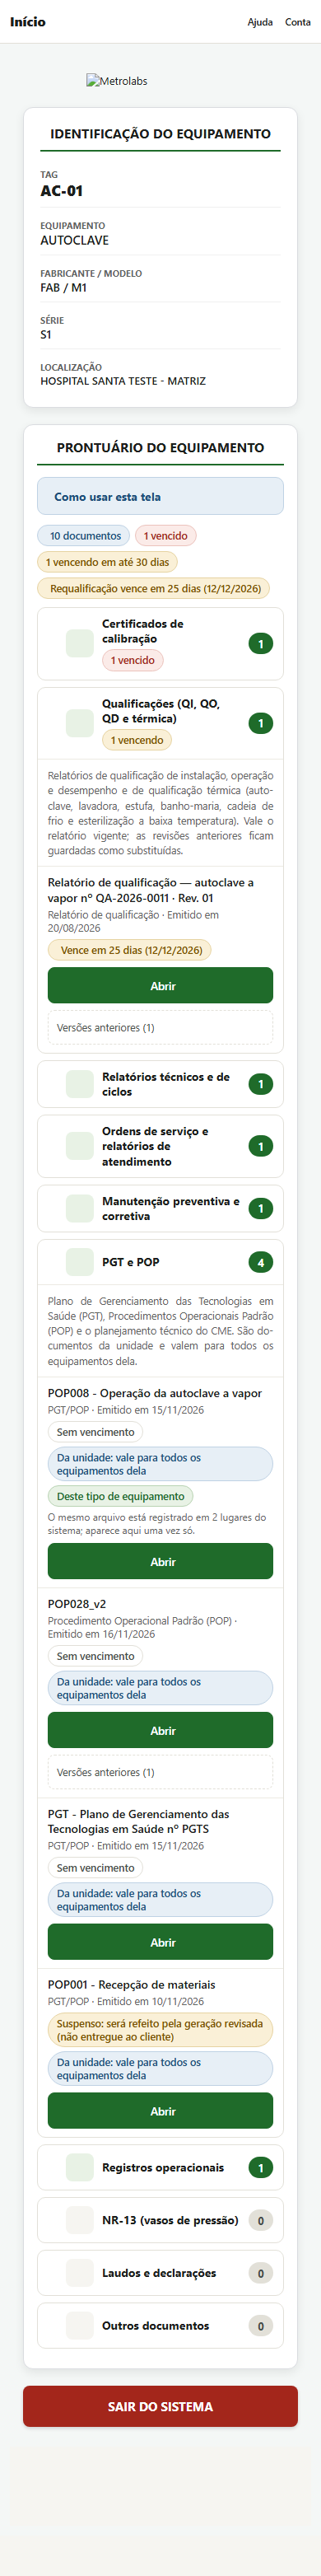 Início
Ajuda
Conta
Metrolabs
IDENTIFICAÇÃO DO EQUIPAMENTO
TAG
AC-01
EQUIPAMENTO
AUTOCLAVE
FABRICANTE / MODELO
FAB / M1
SÉRIE
S1
LOCALIZAÇÃO
HOSPITAL SANTA TESTE - MATRIZ
PRONTUÁRIO DO EQUIPAMENTO
Como usar esta tela
10 documentos
1 vencido
1 vencendo em até 30 dias
Requalificação vence em 25 dias (12/12/2026)
Certificados de
calibração
1
1 vencido
Qualificações (QI, QO,
QD e térmica)
1
1 vencendo
Relatórios de qualificação de instalação, operação
e desempenho e de qualificação térmica (auto-
clave, lavadora, estufa, banho-maria, cadeia de
frio e esterilização a baixa temperatura). Vale o
relatório vigente; as revisões anteriores ficam
guardadas como substituídas.
Relatório de qualificação — autoclave a
vapor nº QA-2026-0011 · Rev. 01
Relatório de qualificação · Emitido em
20/08/2026
Vence em 25 dias (12/12/2026)
Abrir
Versões anteriores (1)
Relatórios técnicos e de
ciclos
1
Ordens de serviço e
relatórios de
atendimento
1
Manutenção preventiva e
corretiva
1
PGT e POP
4
Plano de Gerenciamento das Tecnologias em
Saúde (PGT), Procedimentos Operacionais Padrão
(POP) e o planejamento técnico do CME. São do-
cumentos da unidade e valem para todos os
equipamentos dela.
POP008 - Operação da autoclave a vapor
PGT/POP · Emitido em 15/11/2026
Sem vencimento
Da unidade: vale para todos os
equipamentos dela
Deste tipo de equipamento
O mesmo arquivo está registrado em 2 lugares do
sistema; aparece aqui uma vez só.
Abrir
POP028_v2
Procedimento Operacional Padrão (POP) ·
Emitido em 16/11/2026
Sem vencimento
Da unidade: vale para todos os
equipamentos dela
Abrir
Versões anteriores (1)
PGT - Plano de Gerenciamento das
Tecnologias em Saúde nº PGTS
PGT/POP · Emitido em 15/11/2026
Sem vencimento
Da unidade: vale para todos os
equipamentos dela
Abrir
POP001 - Recepção de materiais
PGT/POP · Emitido em 10/11/2026
Suspenso: será refeito pela geração revisada
(não entregue ao cliente)
Da unidade: vale para todos os
equipamentos dela
Abrir
Registros operacionais
1
NR-13 (vasos de pressão)
0
Laudos e declarações
0
Outros documentos
0
SAIR DO SISTEMA